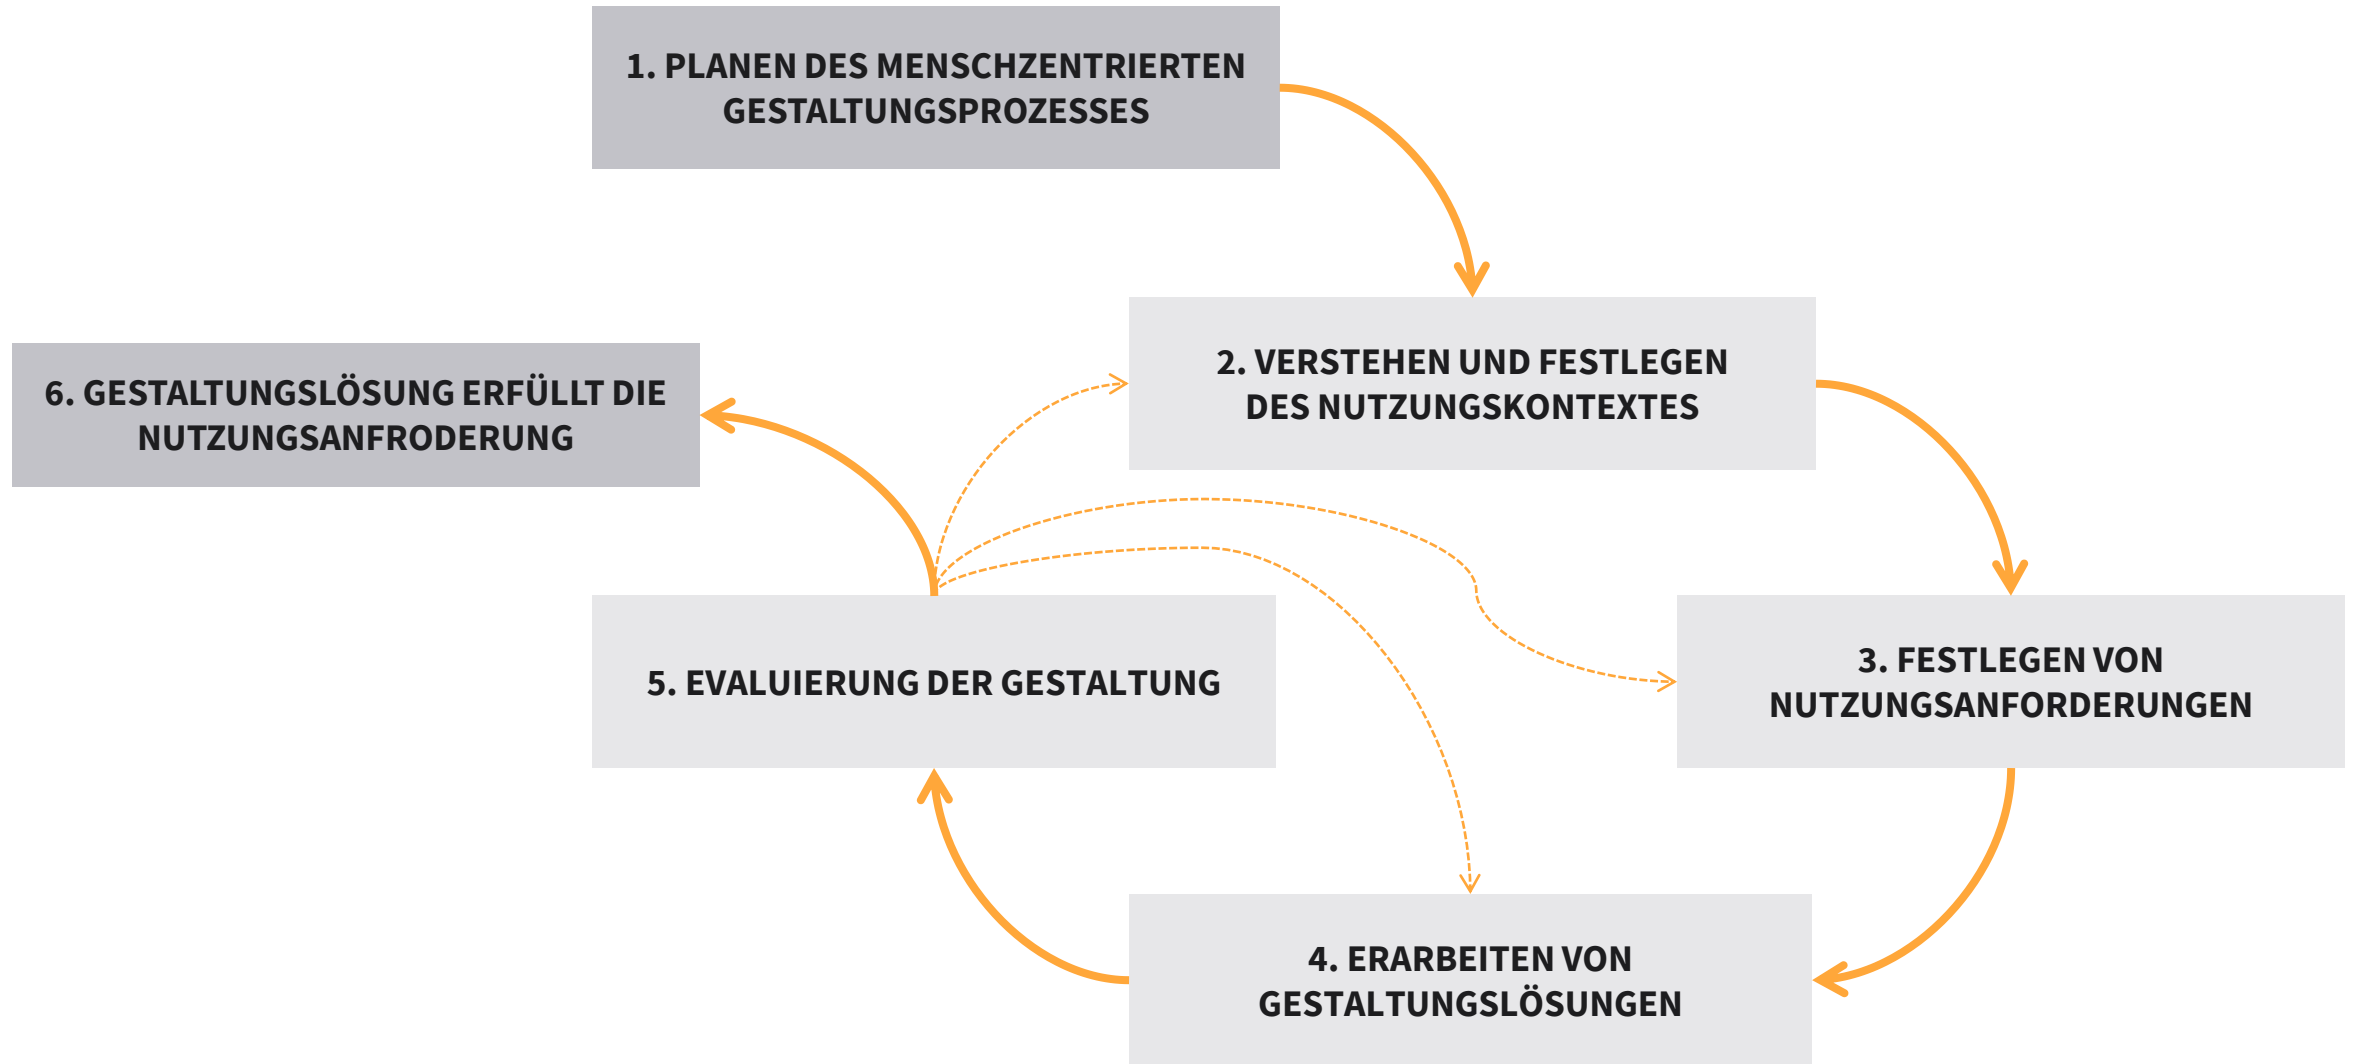 1. PLANEN DES MENSCHZENTRIERTEN
GESTALTUNGSPROZESSES
2. VERSTEHEN UND FESTLEGEN
DES NUTZUNGSKONTEXTES
3. FESTLEGEN VON
NUTZUNGSANFORDERUNGEN
4. ERARBEITEN VON
GESTALTUNGSLÖSUNGEN
5. EVALUIERUNG DER GESTALTUNG
6. GESTALTUNGSLÖSUNG ERFÜLLT DIE
NUTZUNGSANFRODERUNG